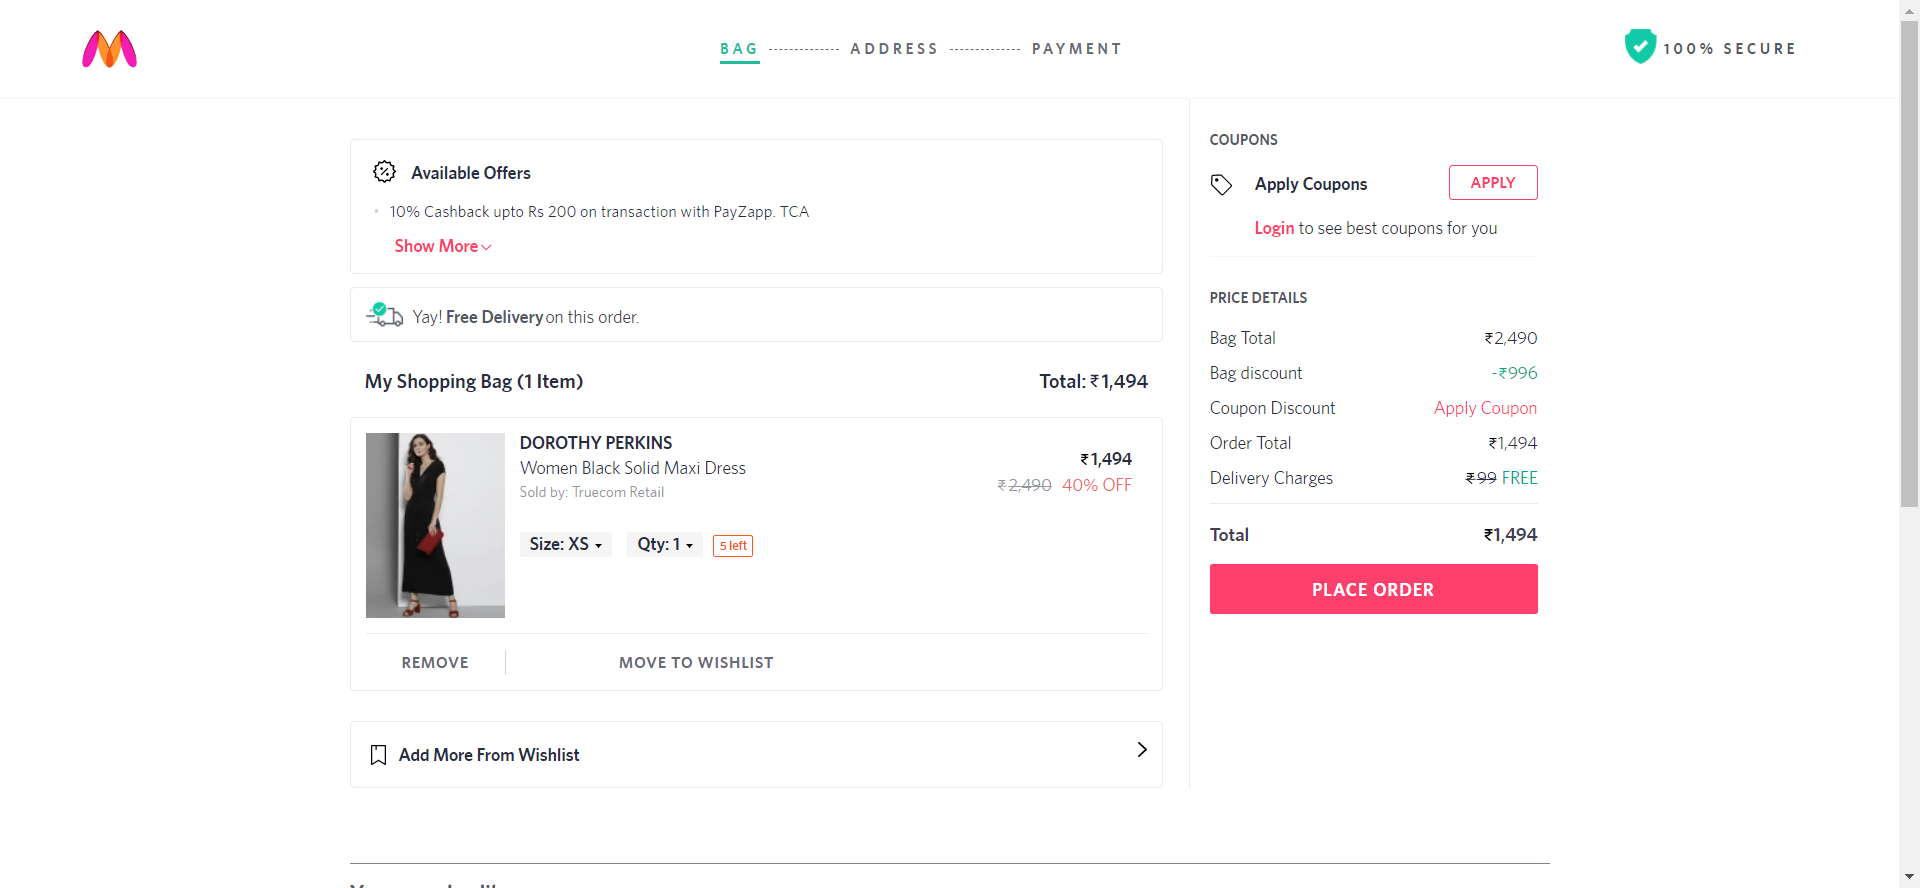 BAG ADDRESS PAYMENT
100% SECURE
Available Offers
10% Cashback upto Rs 200 on transaction with PayZapp. TCA
Show More
Yay! Free Delivery on this order.
My Shopping Bag (1 Item) Total: ₹1,494
DOROTHY PERKINS
Women Black Solid Maxi Dress
Sold by: Truecom Retail
₹1,494
₹2,490 40% OFF
Size: XS Qty: 1 5 left
REMOVE MOVE TO WISHLIST
Add More From Wishlist
COUPONS
Apply Coupons APPLY
Login to see best coupons for you
PRICE DETAILS
Bag Total ₹2,490
Bag discount -₹996
Coupon Discount Apply Coupon
Order Total ₹1,494
Delivery Charges ₹99 FREE
Total ₹1,494
PLACE ORDER